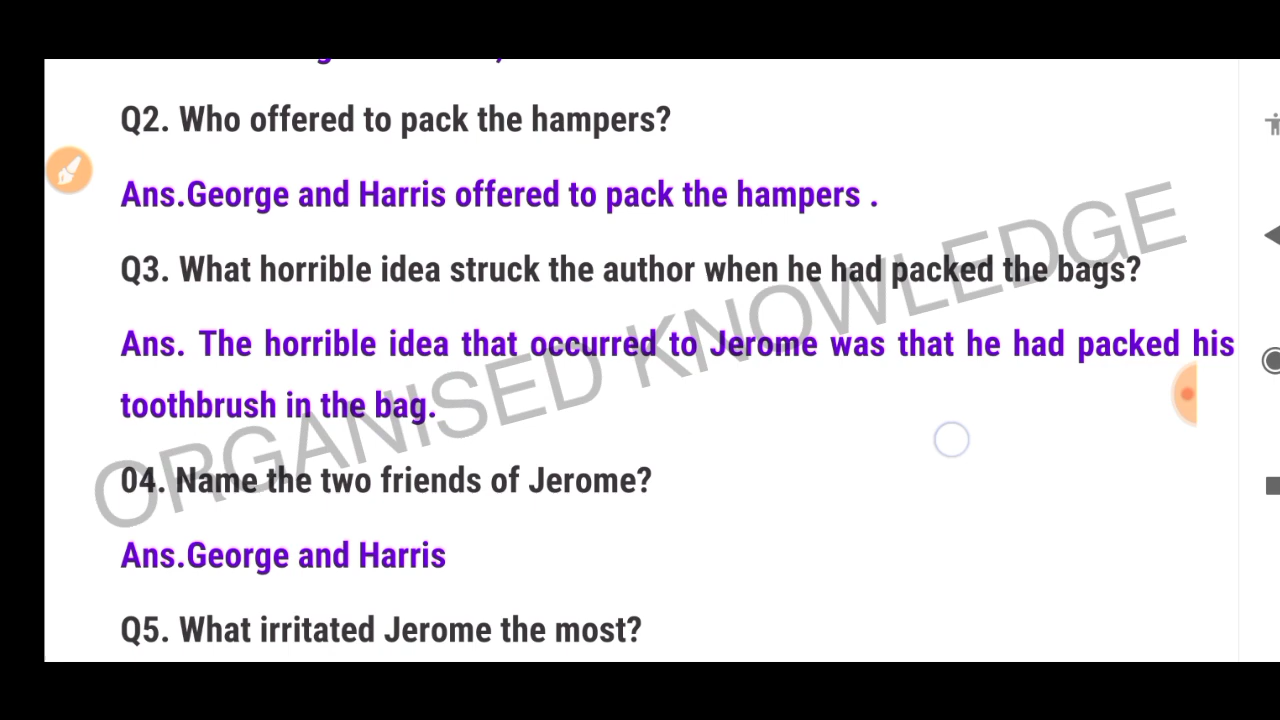 Q2. Who offered to pack the hampers?
Ans.George and Harris offered to pack the hampers .
Q3. What horrible idea struck the author when he had packed the bags?
Ans. The horrible idea that occurred to Jerome was that he had packed his
toothbrush in the bag.
04. Name the two friends of Jerome?
Ans.George and Harris
Q5. What irritated Jerome the most?
ORGANISED KNOWLEDGE